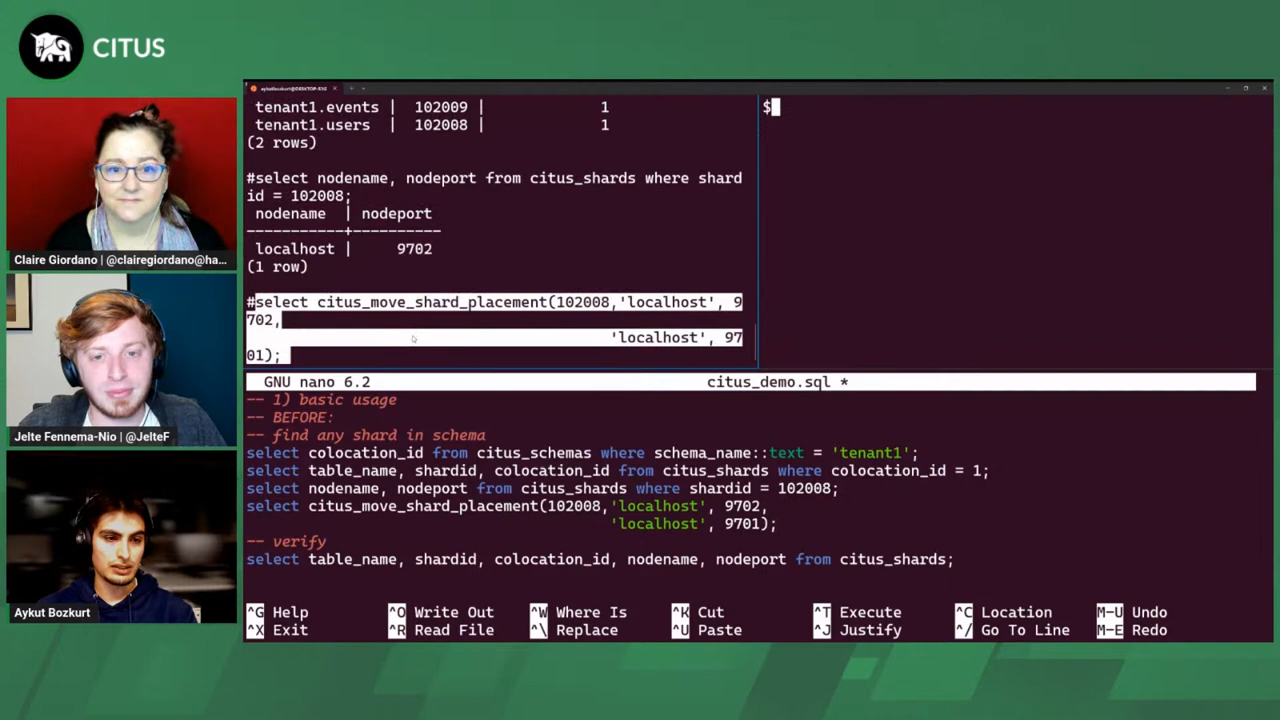 CITUS
Claire Giordano | @clairegiordano@ha...
Jelte Fennema-Nio | @JelteF
Aykut Bozkurt
tenant1.events | 102009 | 1
tenant1.users | 102008 | 1
(2 rows)
#select nodename, nodeport from citus_shards where shard
id = 102008;
nodename | nodeport
-----------+----------
localhost | 9702
(1 row)
#select citus_move_shard_placement(102008,'localhost', 9
702,
'localhost', 97
01);
$
GNU nano 6.2 citus_demo.sql *
-- 1) basic usage
-- BEFORE:
-- find any shard in schema
select colocation_id from citus_schemas where schema_name::text = 'tenant1';
select table_name, shardid, colocation_id from citus_shards where colocation_id = 1;
select nodename, nodeport from citus_shards where shardid = 102008;
select citus_move_shard_placement(102008,'localhost', 9702,
'localhost', 9701);
-- verify
select table_name, shardid, colocation_id, nodename, nodeport from citus_shards;
^G Help ^O Write Out ^W Where Is ^K Cut ^T Execute ^C Location M-U Undo
^X Exit ^R Read File ^\ Replace ^U Paste ^J Justify ^/ Go To Line M-E Redo